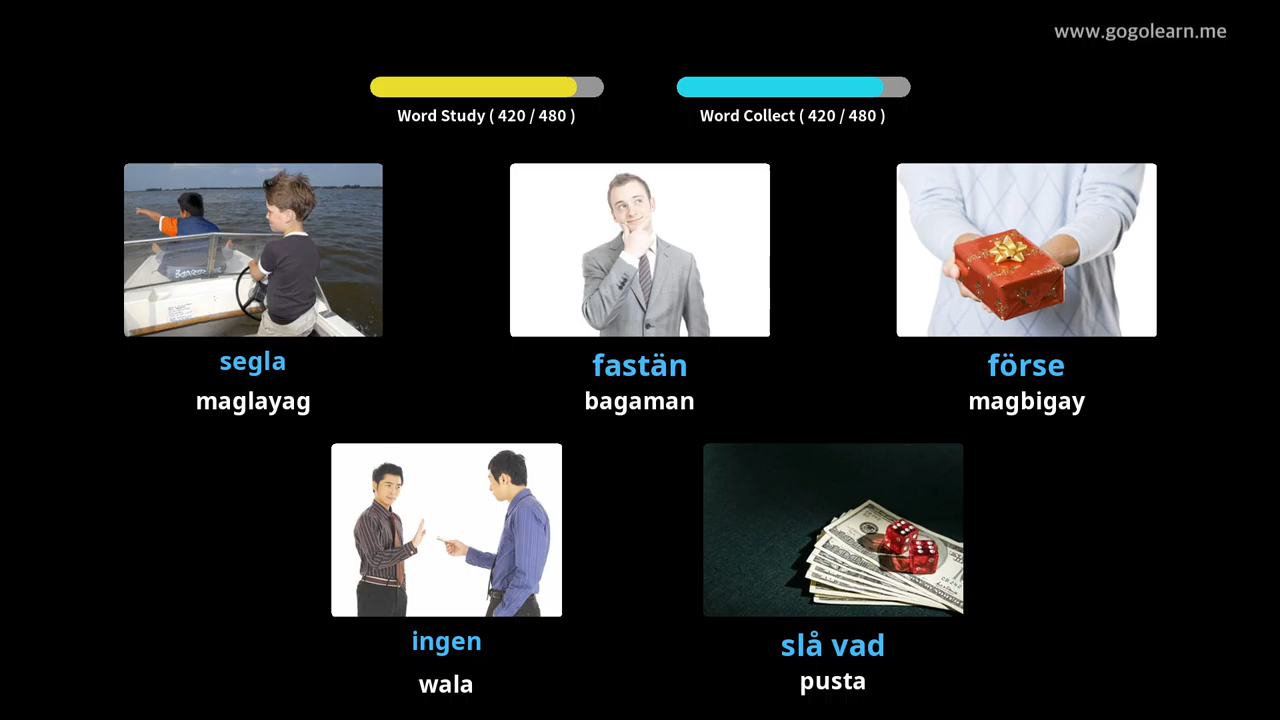 www.gogolearn.me
Word Study ( 420 / 480 )
Word Collect ( 420 / 480 )
segla
maglayag
fastän
bagaman
förse
magbigay
ingen
wala
slå vad
pusta